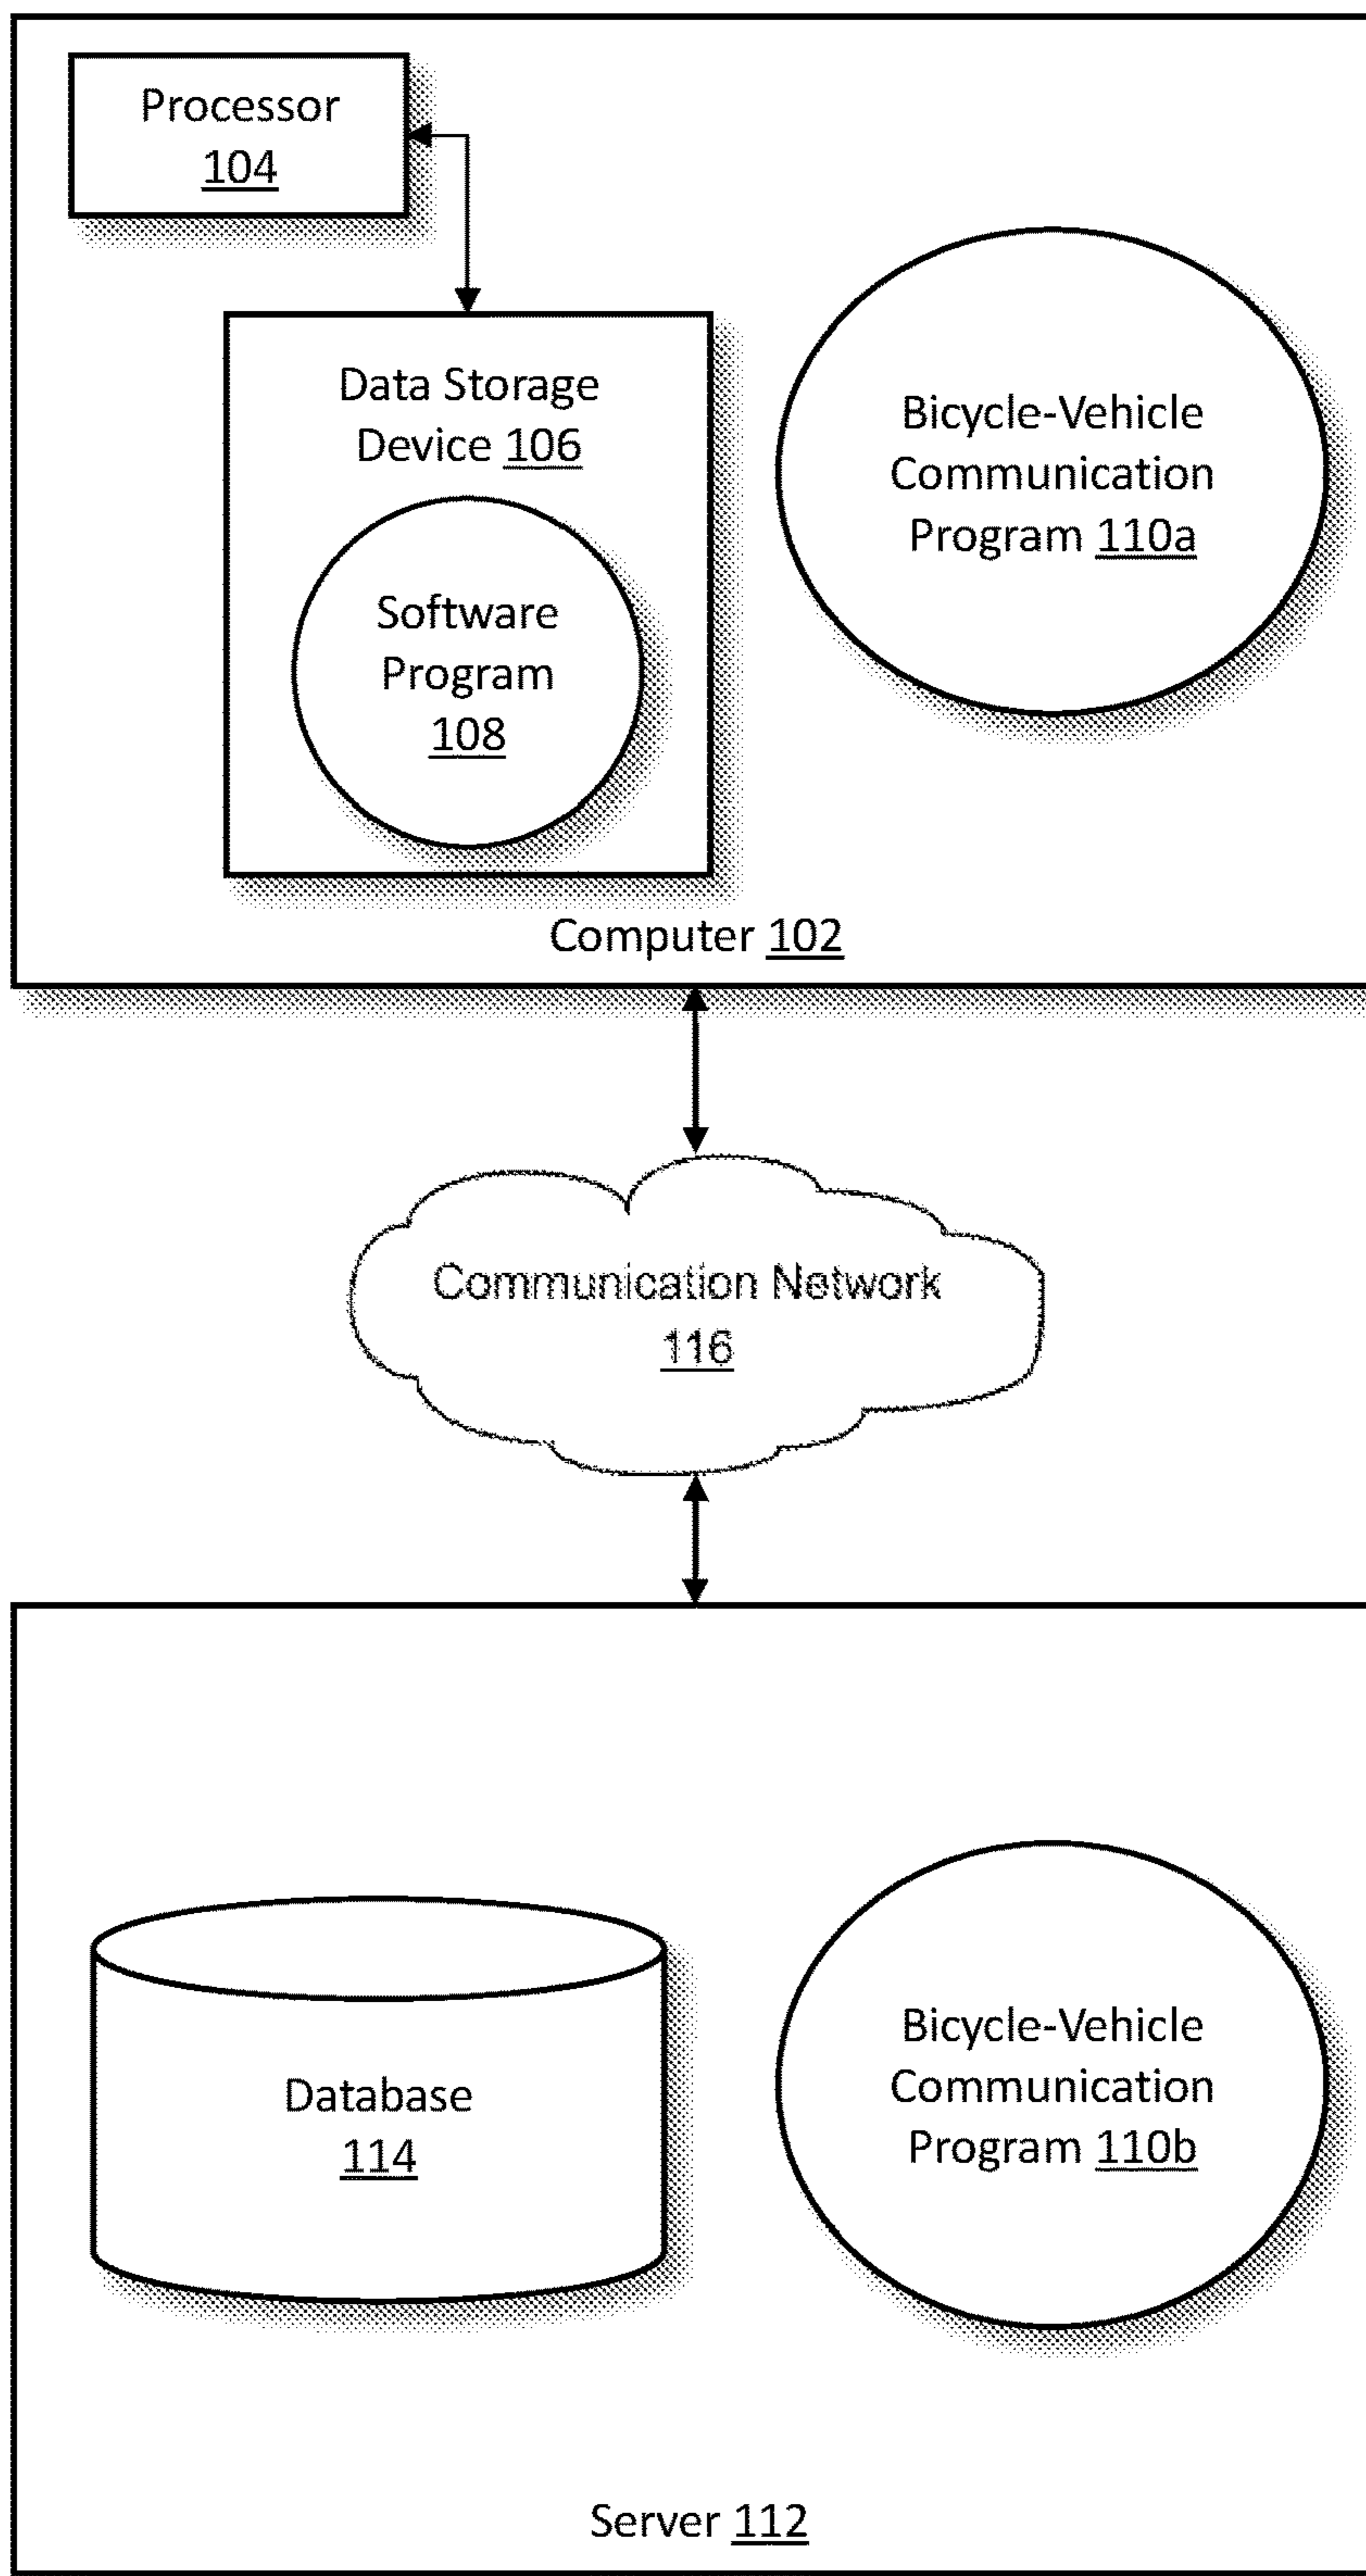 Processor
104
Data Storage
Device 106
Software
Program
108
Bicycle-Vehicle
Communication
Program 110a
Computer 102
Communication Network
116
Database
114
Bicycle-Vehicle
Communication
Program 110b
Server 112